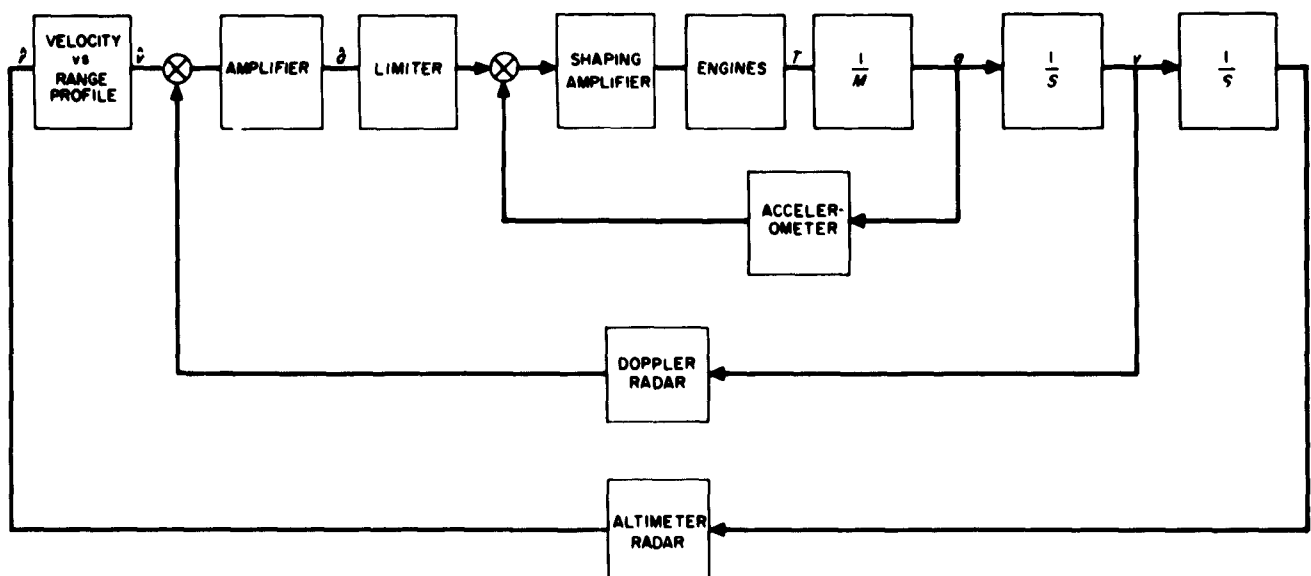 r̂
VELOCITY
vs
RANGE
PROFILE
v̂
AMPLIFIER
â
LIMITER
SHAPING
AMPLIFIER
ENGINES
T
1
M
a
1
S
v
1
S
ACCELER-
OMETER
DOPPLER
RADAR
ALTIMETER
RADAR